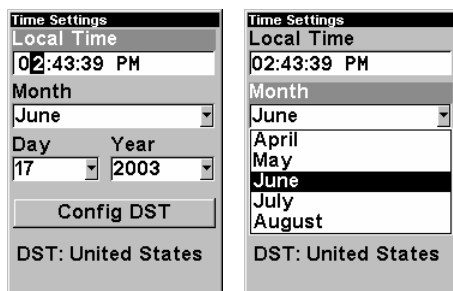 Time Settings
Local Time
02:43:39 PM
Month
June
Day Year
17 2003
Config DST
DST: United States
Time Settings
Local Time
02:43:39 PM
Month
June
April
May
June
July
August
DST: United States